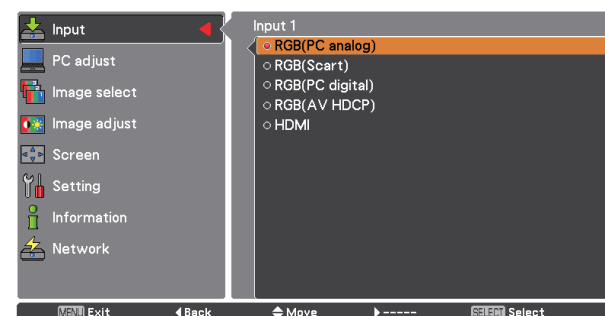 Input
PC adjust
Image select
Image adjust
Screen
Setting
Information
Network
Input 1
RGB(PC analog)
RGB(Scart)
RGB(PC digital)
RGB(AV HDCP)
HDMI
MENU Exit ◀Back Move ▶----- SELECT Select